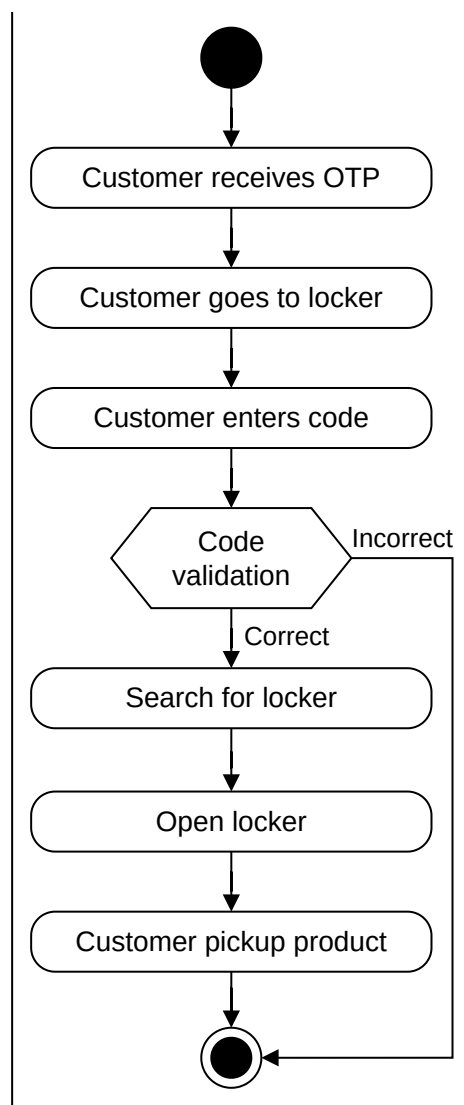 Customer receives OTP
Customer goes to locker
Customer enters code
Code
validation
Incorrect
Correct
Search for locker
Open locker
Customer pickup product